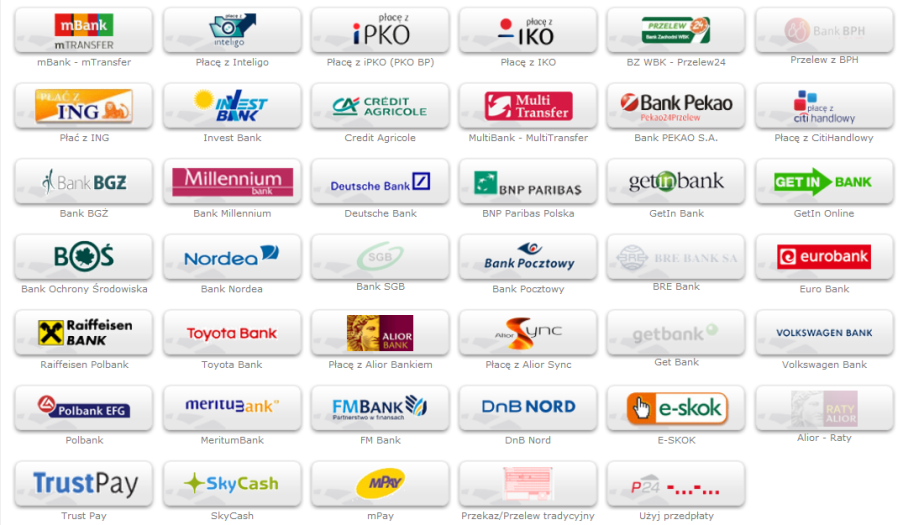 mBank
mTRANSFER
mBank - mTransfer
płacę z
inteligo
Płacę z Inteligo
płacę z
iPKO
Płacę z iPKO (PKO BP)
płacę z
IKO
Płacę z IKO
PRZELEW 24
Bank Zachodni WBK
BZ WBK - Przelew24
Bank BPH
Przelew z BPH
PŁAĆ Z
ING
Płać z ING
INVEST
BANK
Invest Bank
CRÉDIT
AGRICOLE
Credit Agricole
Multi
Transfer
MultiBank - MultiTransfer
Bank Pekao
Pekao24Przelew
Bank PEKAO S.A.
płacę z
citi handlowy
Płacę z CitiHandlowy
Bank BGŻ
Bank BGŻ
Millennium
bank
Bank Millennium
Deutsche Bank
Deutsche Bank
BNP PARIBAS
BNP Paribas Polska
getin bank
GetIn Bank
GET IN BANK
GetIn Online
BOŚ
Bank Ochrony Środowiska
Nordea
Bank Nordea
SGB
Bank SGB
Bank Pocztowy
Bank Pocztowy
BRE BRE BANK SA
BRE Bank
eurobank
Euro Bank
Raiffeisen
BANK
Raiffeisen Polbank
Toyota Bank
Toyota Bank
ALIOR
BANK
Płacę z Alior Bankiem
Alior Sync
Płacę z Alior Sync
getbank
Get Bank
VOLKSWAGEN BANK
Volkswagen Bank
Polbank EFG
Polbank
meritumBank™
MeritumBank
FMBANK
Partnerstwo w finansach
FM Bank
DnB NORD
DnB Nord
e-skok
E-SKOK
RATY
ALIOR
Alior - Raty
TrustPay
Trust Pay
SkyCash
SkyCash
mPay
mPay
Przekaz/Przelew tradycyjny
P24 -...-...
Użyj przedpłaty